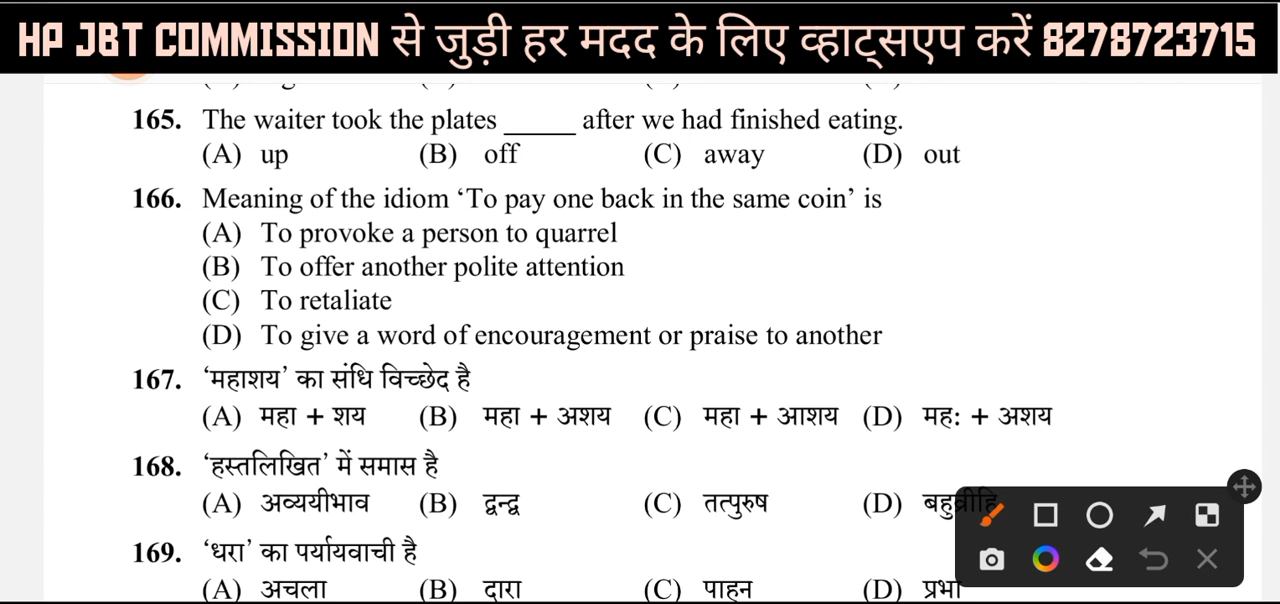 HP JBT COMMISSION से जुड़ी हर मदद के लिए व्हाट्सएप करें 8278723715
165. The waiter took the plates _____ after we had finished eating.
(A) up (B) off (C) away (D) out
166. Meaning of the idiom ‘To pay one back in the same coin’ is
(A) To provoke a person to quarrel
(B) To offer another polite attention
(C) To retaliate
(D) To give a word of encouragement or praise to another
167. ‘महाशय’ का संधि विच्छेद है
(A) महा + शय (B) महा + अशय (C) महा + आशय (D) मह: + अशय
168. ‘हस्तलिखित’ में समास है
(A) अव्ययीभाव (B) द्वन्द्व (C) तत्पुरुष (D) बहुव्रीहि
169. ‘धरा’ का पर्यायवाची है
(A) अचला (B) दारा (C) पाहन (D) प्रभा